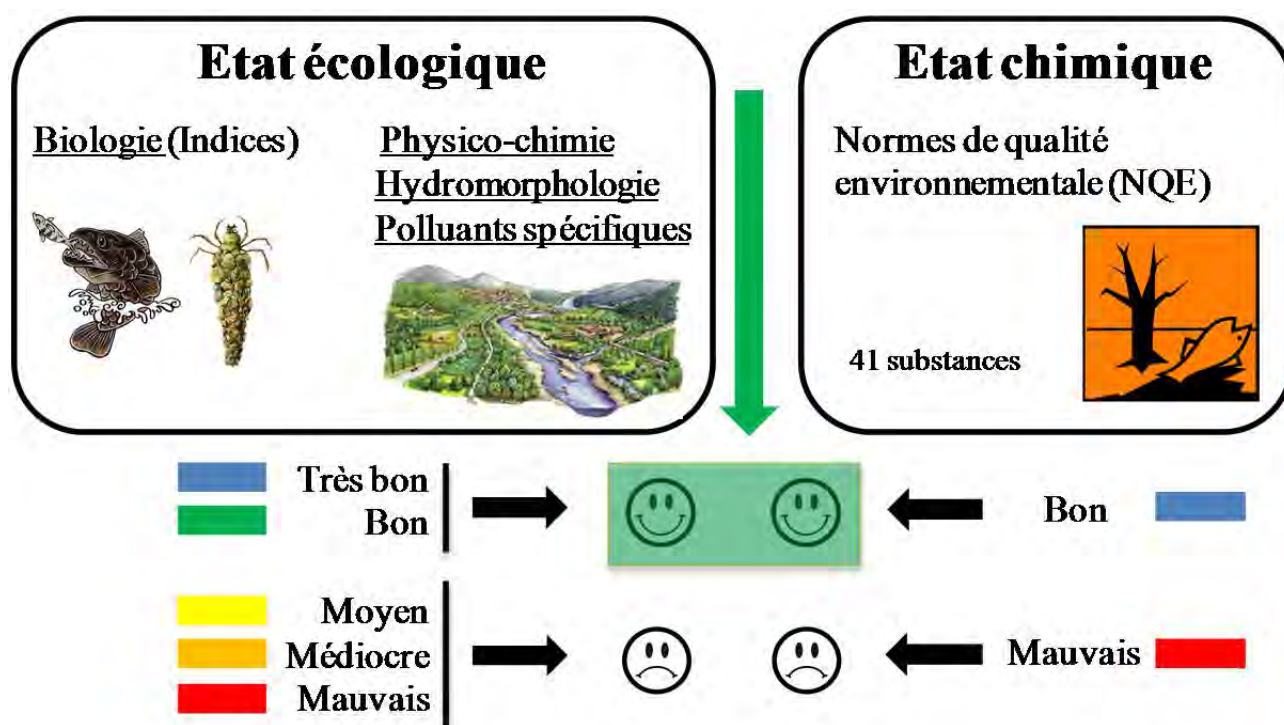 Etat écologique
Biologie (Indices)
Physico-chimie
Hydromorphologie
Polluants spécifiques
Etat chimique
Normes de qualité
environnementale (NQE)
41 substances
Très bon
Bon
Bon
Moyen
Médiocre
Mauvais
Mauvais